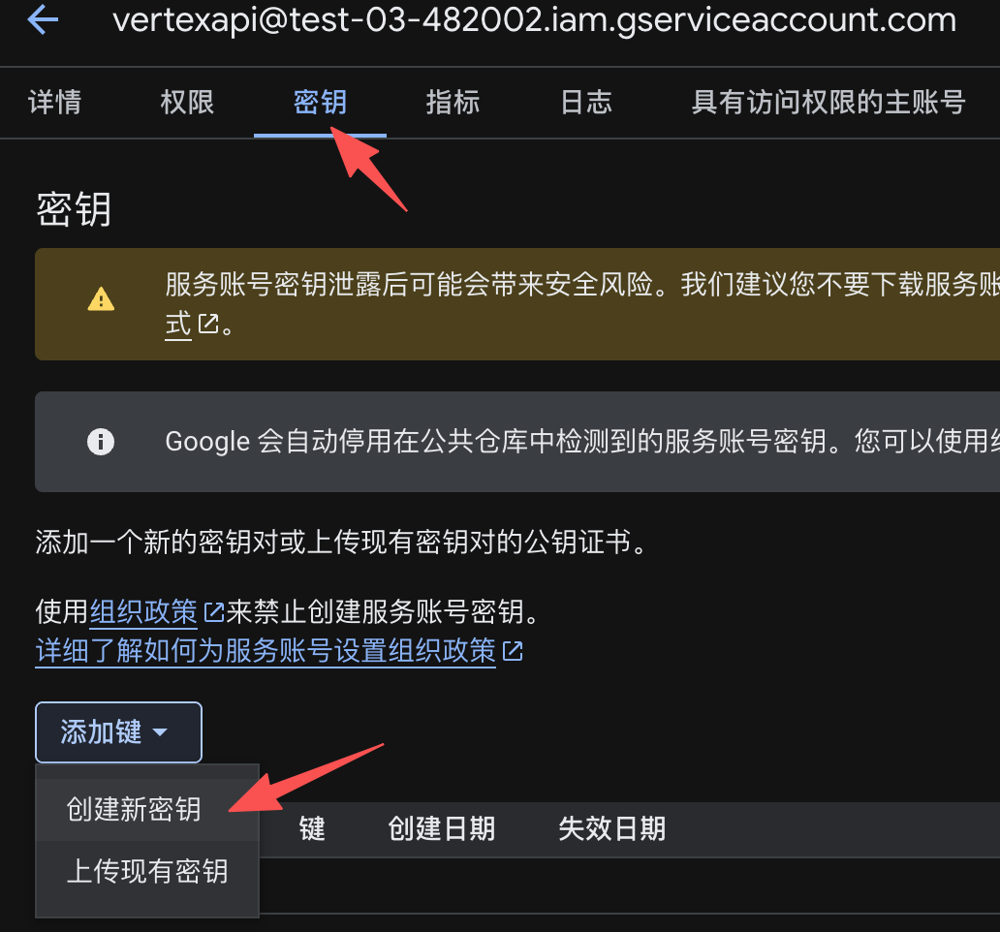 vertexapi@test-03-482002.iam.gserviceaccount.com
详情 权限 密钥 指标 日志 具有访问权限的主账号
密钥
服务账号密钥泄露后可能会带来安全风险。我们建议您不要下载服务账
式。
Google 会自动停用在公共仓库中检测到的服务账号密钥。您可以使用
添加一个新的密钥对或上传现有密钥对的公钥证书。
使用组织政策来禁止创建服务账号密钥。
详细了解如何为服务账号设置组织政策
添加键
创建新密钥
键 创建日期 失效日期
上传现有密钥